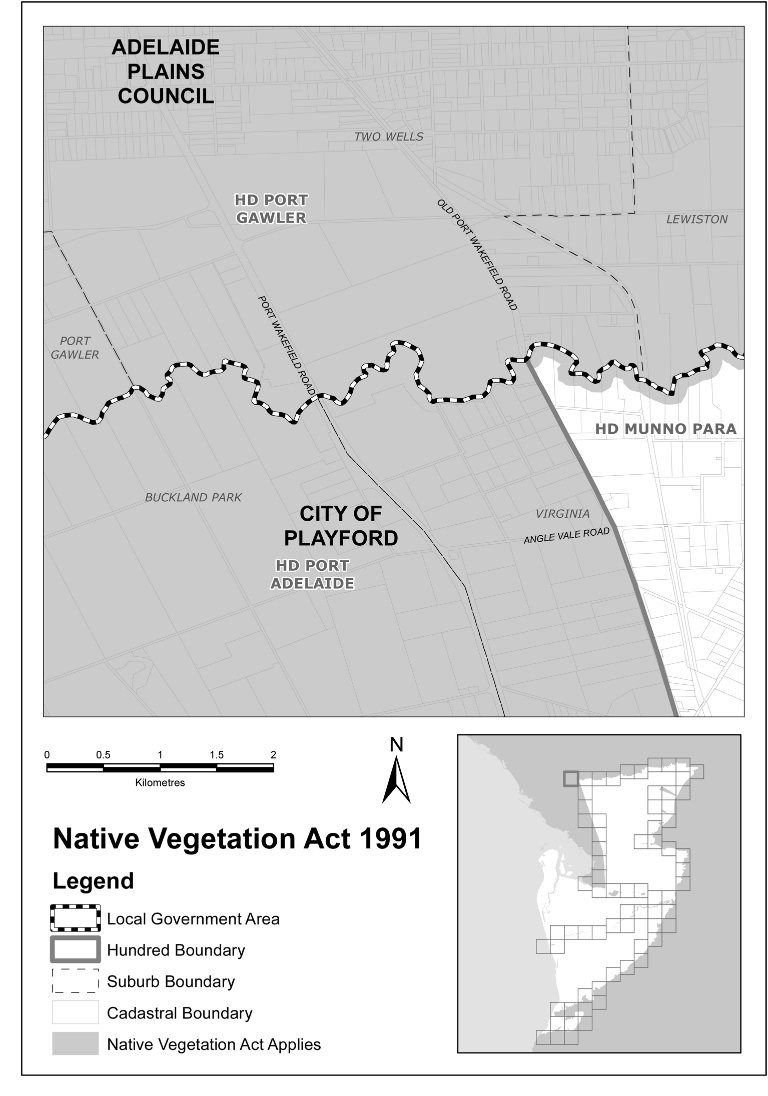 ADELAIDE
PLAINS
COUNCIL
TWO WELLS
HD PORT
GAWLER
OLD PORT WAKEFIELD ROAD
LEWISTON
PORT WAKEFIELD ROAD
PORT
GAWLER
HD MUNNO PARA
BUCKLAND PARK
CITY OF
PLAYFORD
VIRGINIA
ANGLE VALE ROAD
HD PORT
ADELAIDE
0 0.5 1 1.5 2
Kilometres
N
Native Vegetation Act 1991
Legend
Local Government Area
Hundred Boundary
Suburb Boundary
Cadastral Boundary
Native Vegetation Act Applies